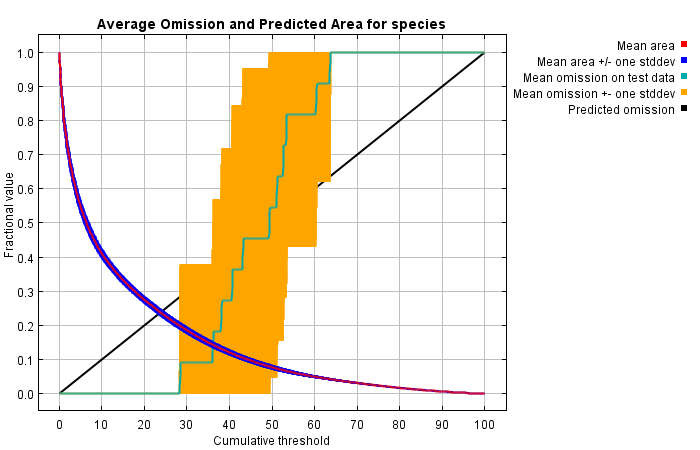 Average Omission and Predicted Area for species
Mean area
Mean area +/- one stddev
Mean omission on test data
Mean omission +- one stddev
Predicted omission
Fractional value
1.0
0.9
0.8
0.7
0.6
0.5
0.4
0.3
0.2
0.1
0.0
0 10 20 30 40 50 60 70 80 90 100
Cumulative threshold